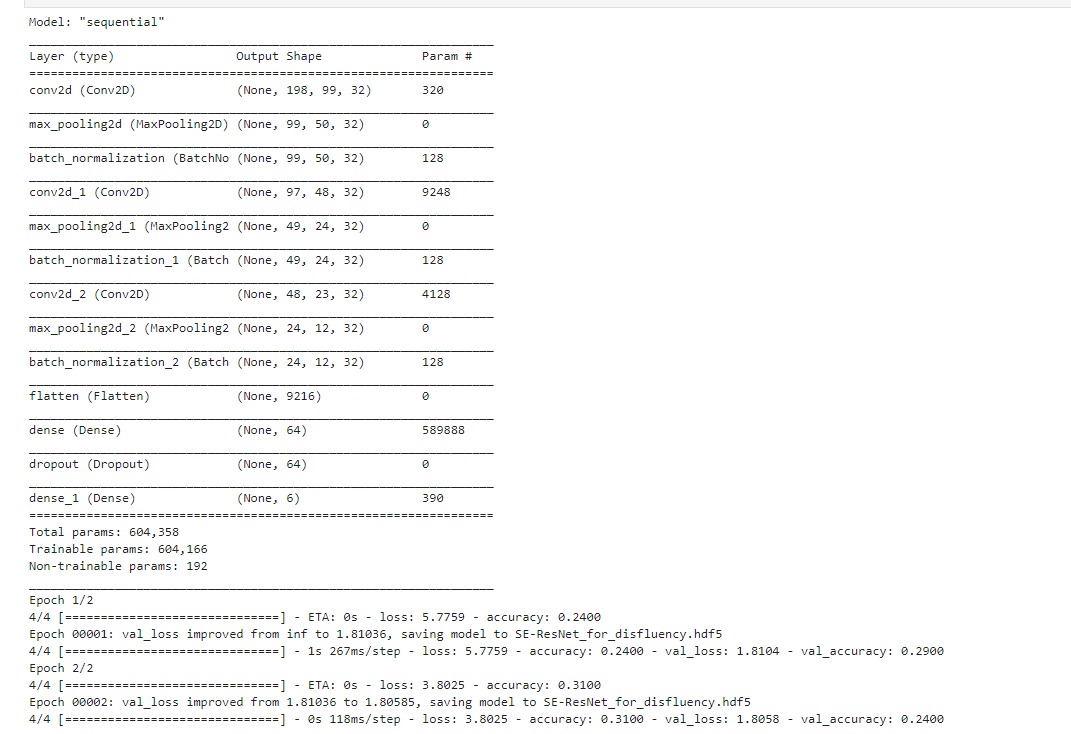 Model: "sequential"
Layer (type) Output Shape Param #
conv2d (Conv2D) (None, 198, 99, 32) 320
max_pooling2d (MaxPooling2D) (None, 99, 50, 32) 0
batch_normalization (BatchNo (None, 99, 50, 32) 128
conv2d_1 (Conv2D) (None, 97, 48, 32) 9248
max_pooling2d_1 (MaxPooling2 (None, 49, 24, 32) 0
batch_normalization_1 (Batch (None, 49, 24, 32) 128
conv2d_2 (Conv2D) (None, 48, 23, 32) 4128
max_pooling2d_2 (MaxPooling2 (None, 24, 12, 32) 0
batch_normalization_2 (Batch (None, 24, 12, 32) 128
flatten (Flatten) (None, 9216) 0
dense (Dense) (None, 64) 589888
dropout (Dropout) (None, 64) 0
dense_1 (Dense) (None, 6) 390
Total params: 604,358
Trainable params: 604,166
Non-trainable params: 192
Epoch 1/2
4/4 [==============================] - ETA: 0s - loss: 5.7759 - accuracy: 0.2400
Epoch 00001: val_loss improved from inf to 1.81036, saving model to SE-ResNet_for_disfluency.hdf5
4/4 [==============================] - 1s 267ms/step - loss: 5.7759 - accuracy: 0.2400 - val_loss: 1.8104 - val_accuracy: 0.2900
Epoch 2/2
4/4 [==============================] - ETA: 0s - loss: 3.8025 - accuracy: 0.3100
Epoch 00002: val_loss improved from 1.81036 to 1.80585, saving model to SE-ResNet_for_disfluency.hdf5
4/4 [==============================] - 0s 118ms/step - loss: 3.8025 - accuracy: 0.3100 - val_loss: 1.8058 - val_accuracy: 0.2400